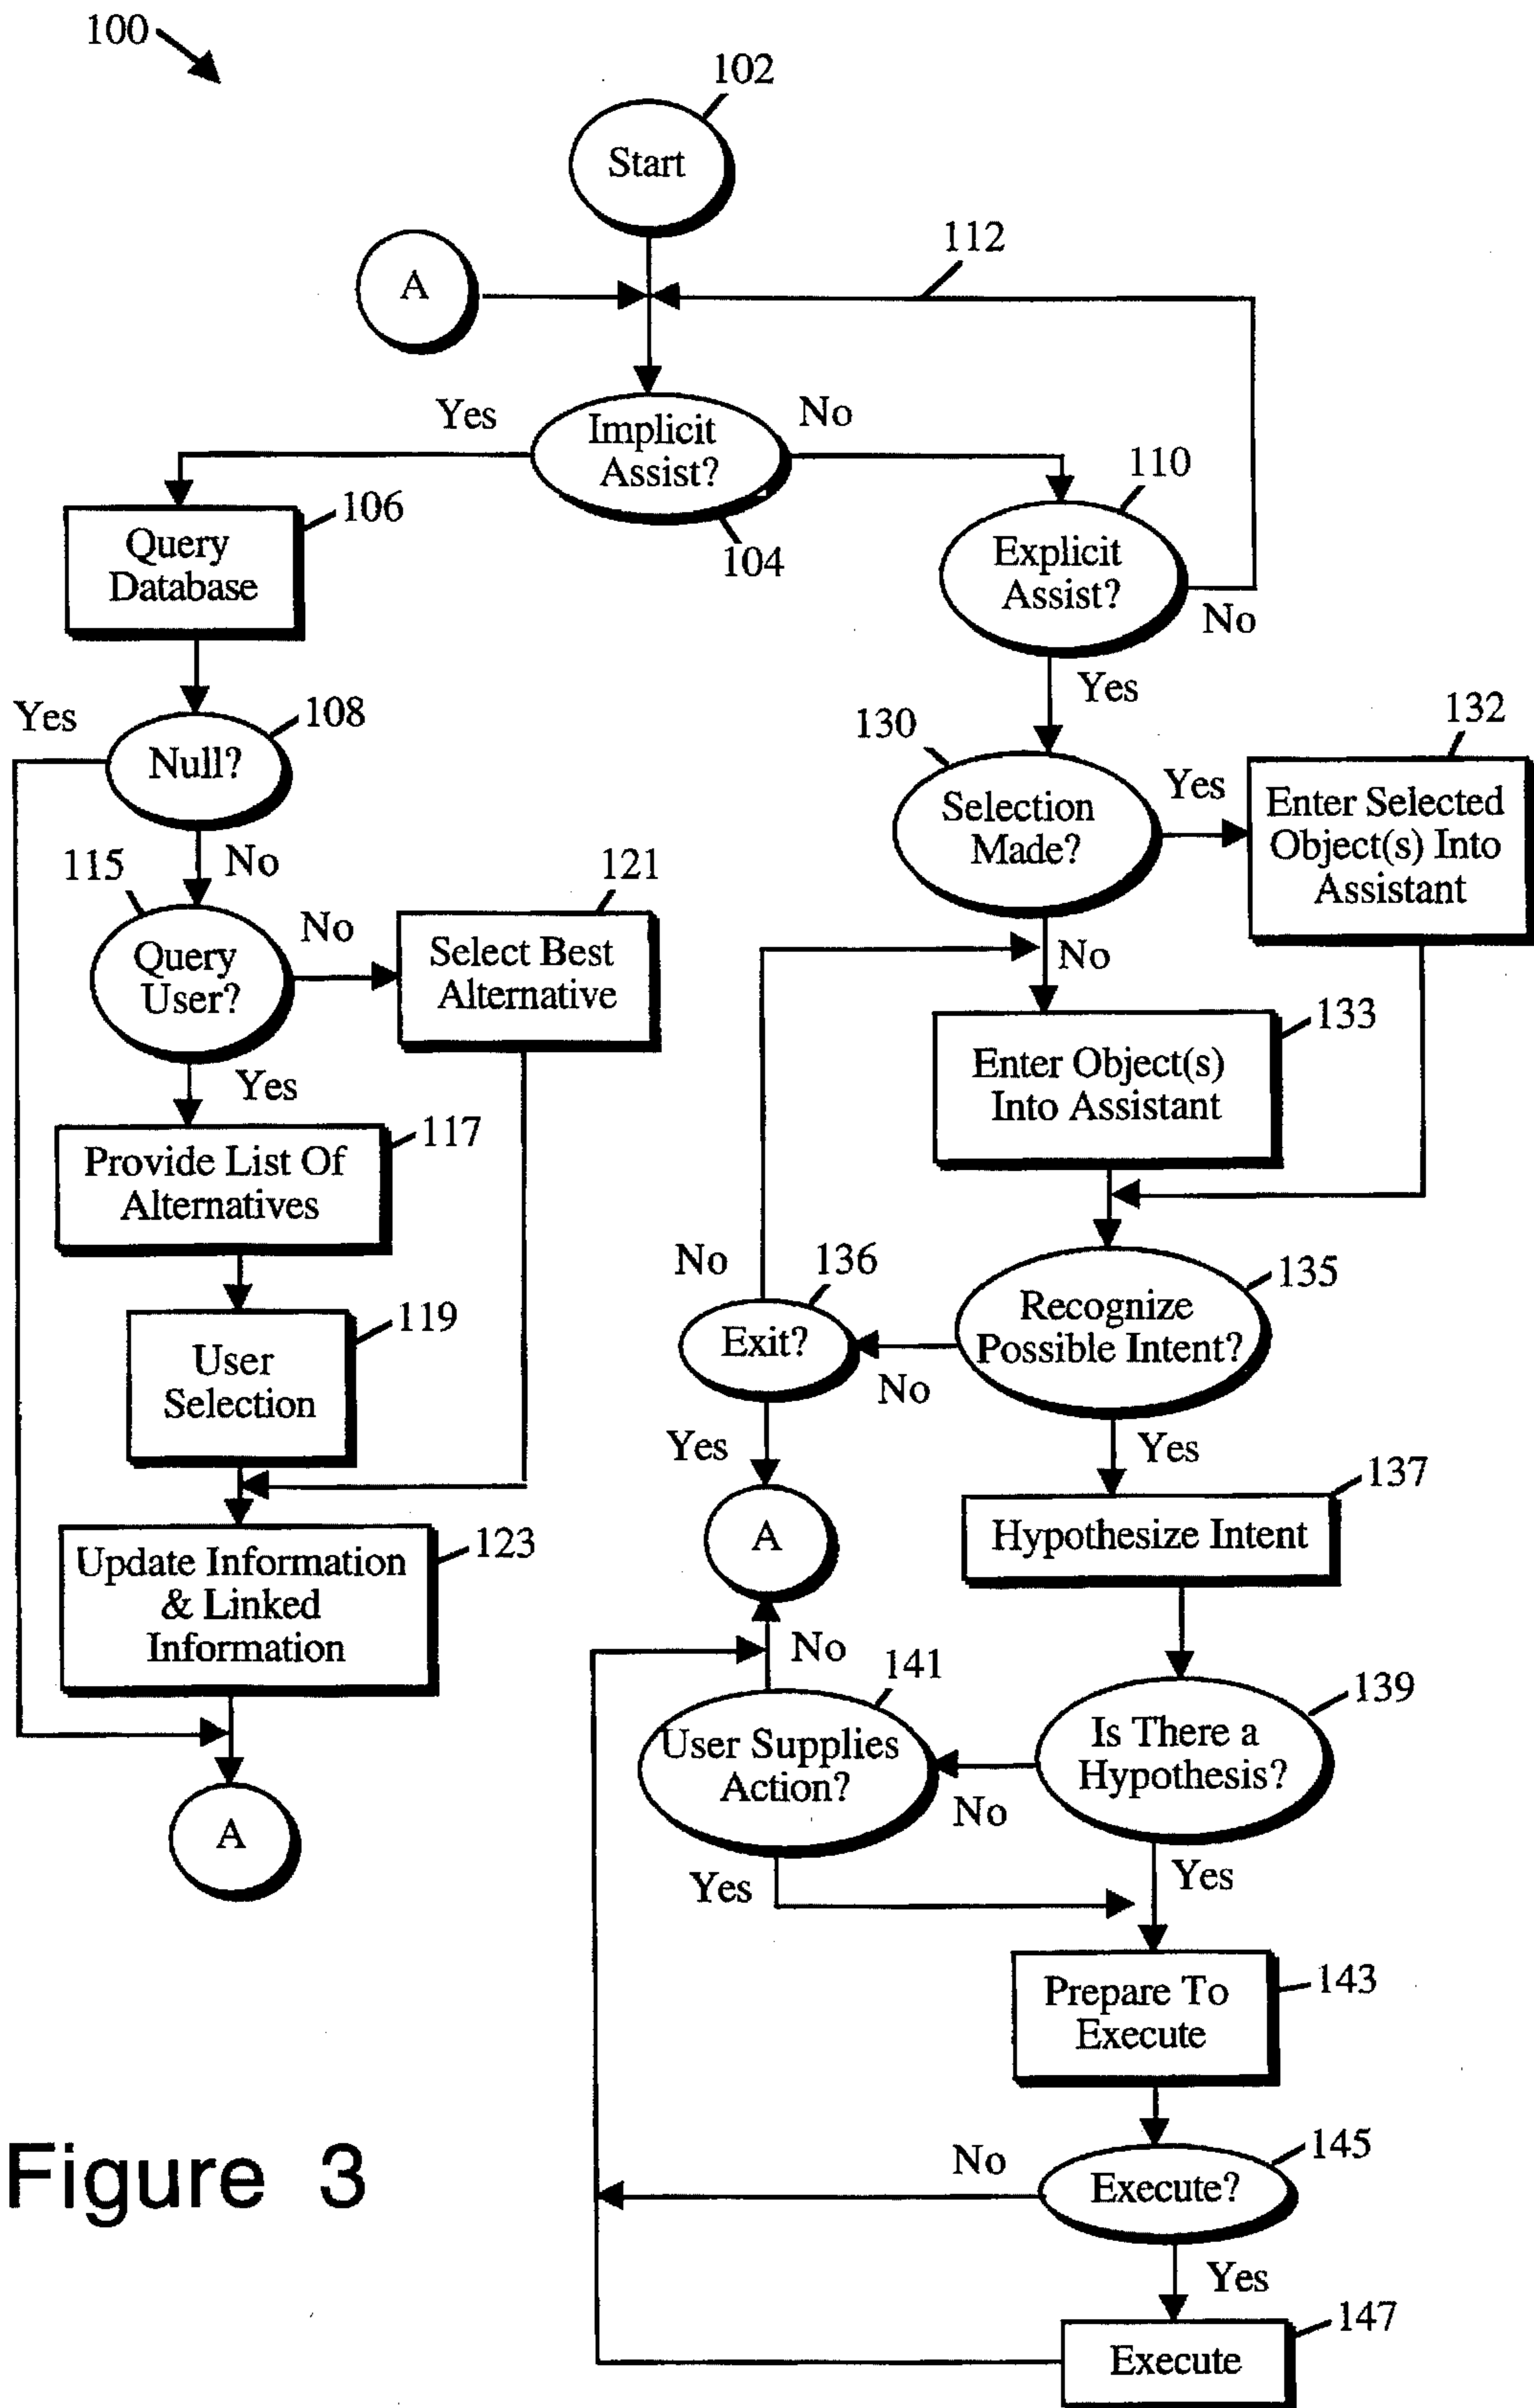 100
102
Start
112
A
Yes
Implicit
Assist?
No
104
110
106
Query
Database
Explicit
Assist?
No
Yes
Yes
108
Null?
130
132
Selection
Made?
Yes
Enter Selected
Object(s) Into
Assistant
No
115
121
Query
User?
No
Select Best
Alternative
No
133
Enter Object(s)
Into Assistant
Yes
117
Provide List Of
Alternatives
No
136
135
Exit?
Recognize
Possible Intent?
No
119
User
Selection
Yes
Yes
137
Hypothesize Intent
A
123
Update Information
& Linked
Information
No
141
139
User Supplies
Action?
Is There a
Hypothesis?
No
A
Yes
Yes
143
Prepare To
Execute
No
145
Execute?
Yes
147
Execute
Figure 3